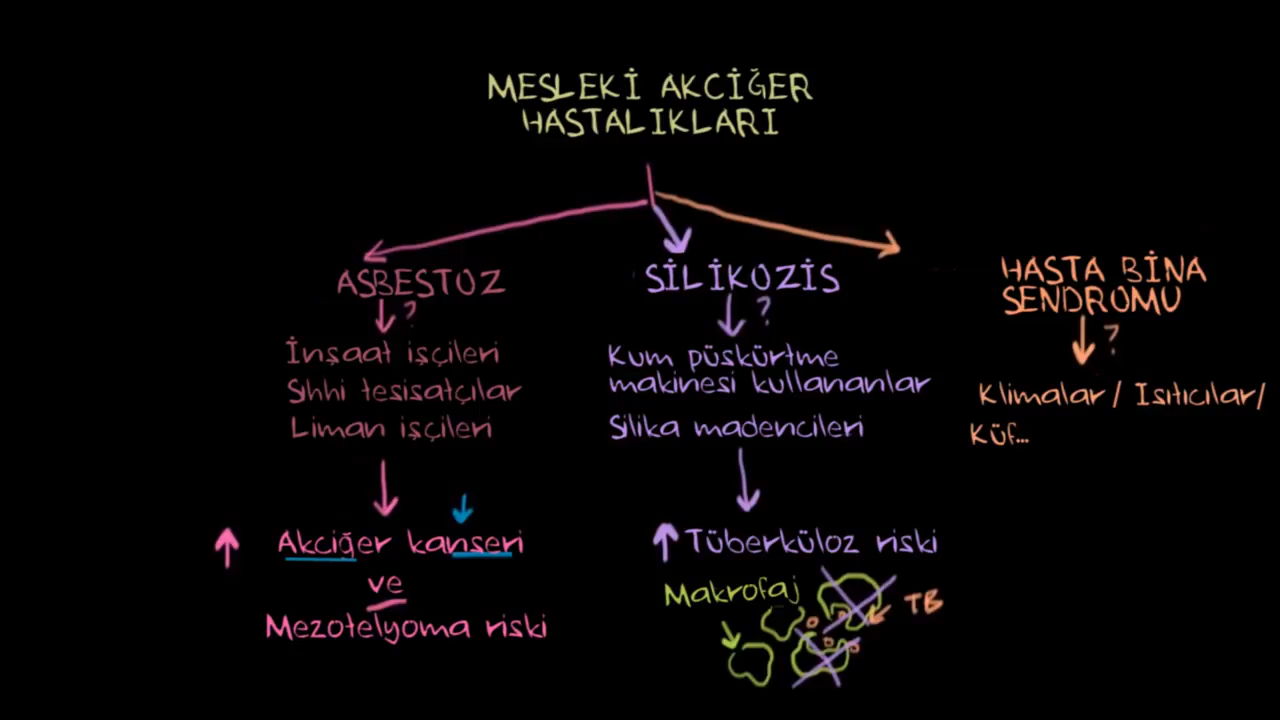 MESLEKİ AKCİĞER
HASTALIKLARI
ASBESTOZ
?
İnşaat işçileri
Sıhhi tesisatçılar
Liman işçileri
Akciğer kanseri
ve
Mezotelyoma riski
SİLİKOZİS
?
Kum püskürtme
makinesi kullananlar
Silika madencileri
Tüberküloz riski
Makrofaj
TB
HASTA BİNA
SENDROMU
?
Klimalar / Isıtıcılar/
Küf...